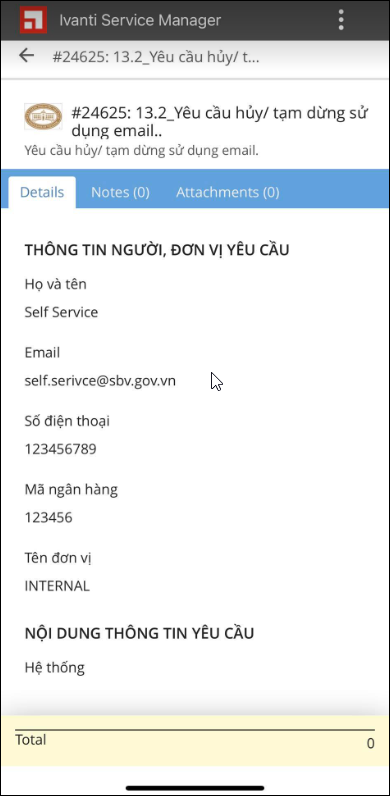 Ivanti Service Manager
#24625: 13.2_Yêu cầu hủy/ t...
#24625: 13.2_Yêu cầu hủy/ tạm dừng sử
dụng email..
Yêu cầu hủy/ tạm dừng sử dụng email.
Details Notes (0) Attachments (0)
THÔNG TIN NGƯỜI, ĐƠN VỊ YÊU CẦU
Họ và tên
Self Service
Email
self.serivce@sbv.gov.vn
Số điện thoại
123456789
Mã ngân hàng
123456
Tên đơn vị
INTERNAL
NỘI DUNG THÔNG TIN YÊU CẦU
Hệ thống
Total 0